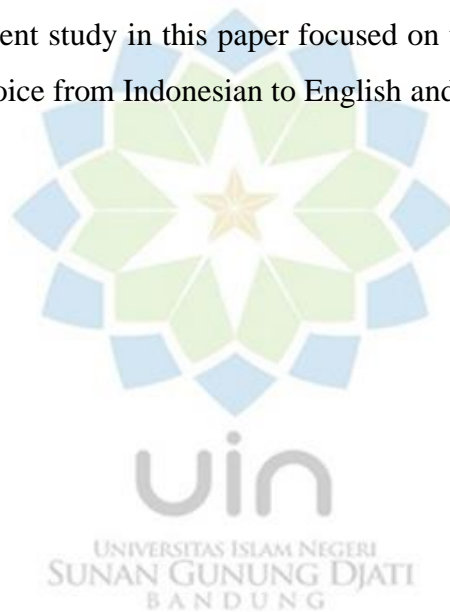 ent study in this paper focused on
oice from Indonesian to English and
uin
UNIVERSITAS ISLAM NEGERI
SUNAN GUNUNG DJATI
BANDUNG